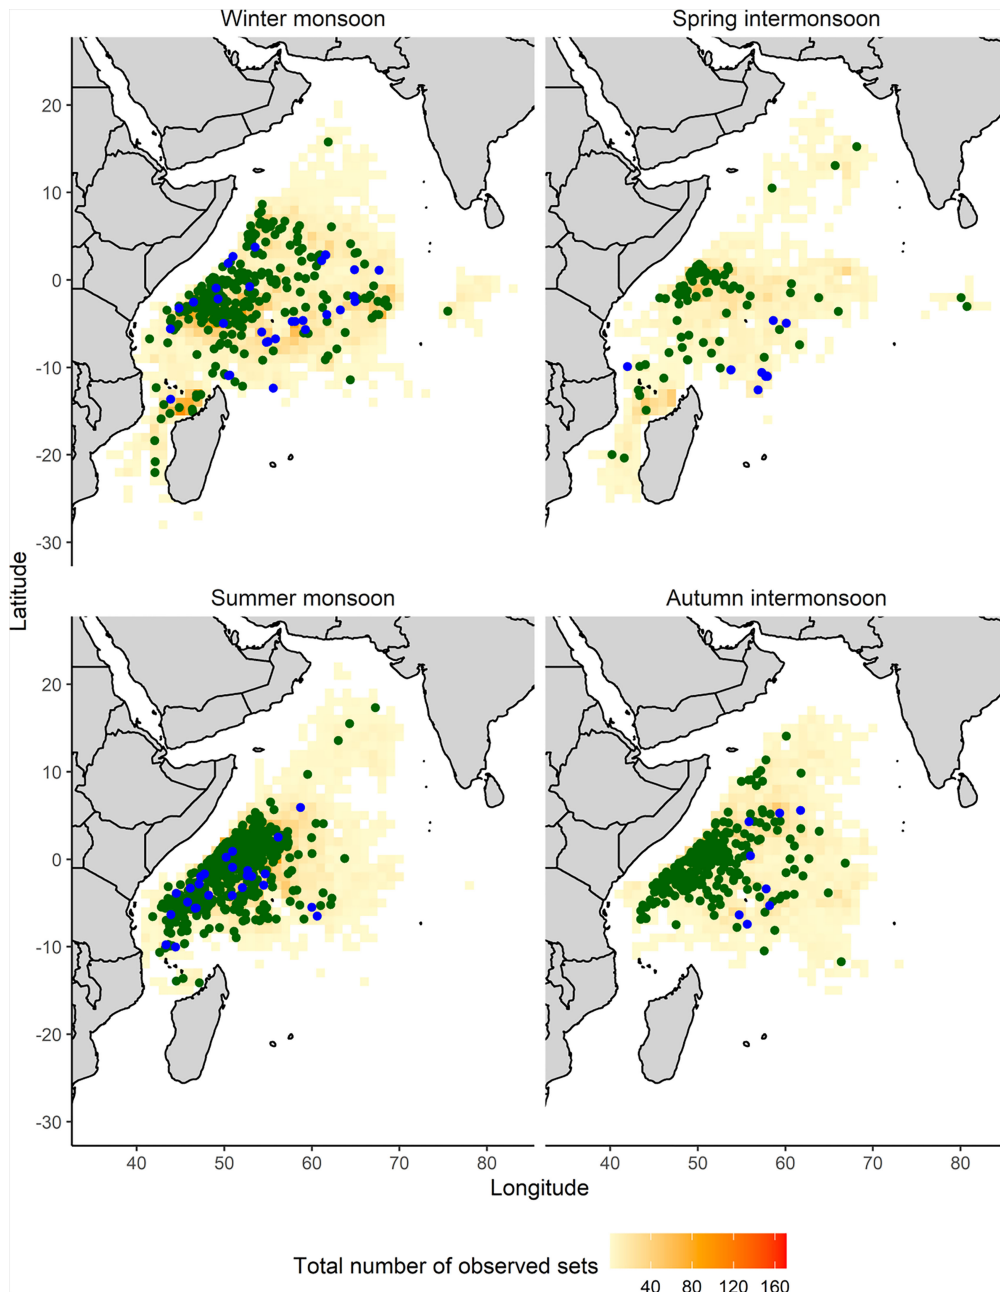 Winter monsoon
Spring intermonsoon
20
10
0
-10
-20
-30
Latitude
Summer monsoon
Autumn intermonsoon
20
10
0
-10
-20
-30
40 50 60 70 80
40 50 60 70 80
Longitude
Total number of observed sets
40 80 120 160